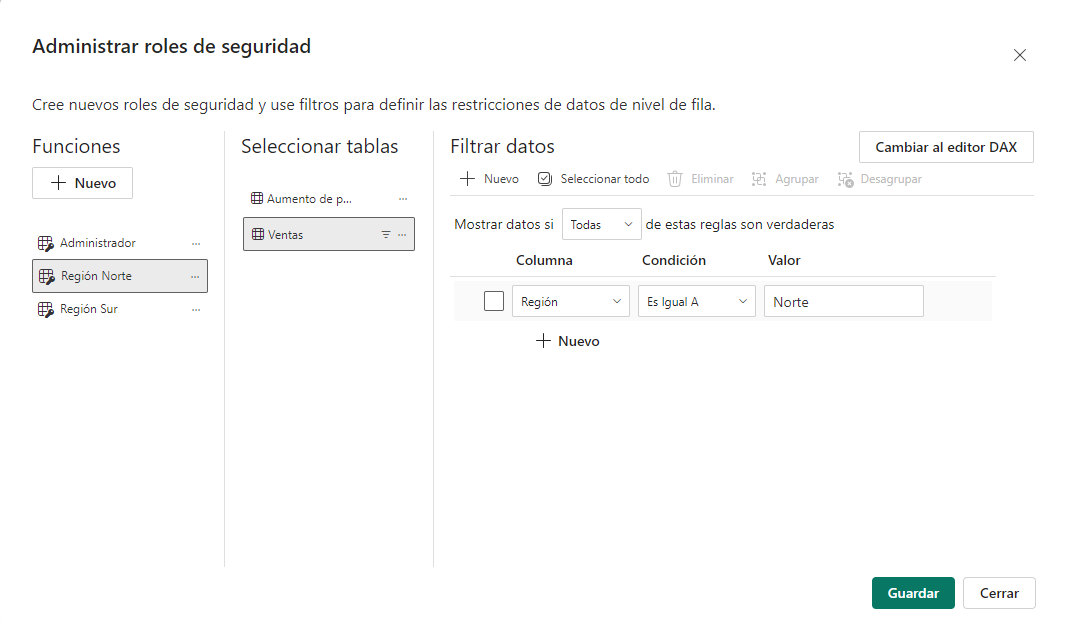 Administrar roles de seguridad
Cree nuevos roles de seguridad y use filtros para definir las restricciones de datos de nivel de fila.
Funciones
Nuevo
Administrador
Región Norte
Región Sur
Seleccionar tablas
Aumento de p...
Ventas
Filtrar datos
Cambiar al editor DAX
Nuevo Seleccionar todo Eliminar Agrupar Desagrupar
Mostrar datos si Todas de estas reglas son verdaderas
Columna Condición Valor
Región Es Igual A Norte
Nuevo
Guardar Cerrar